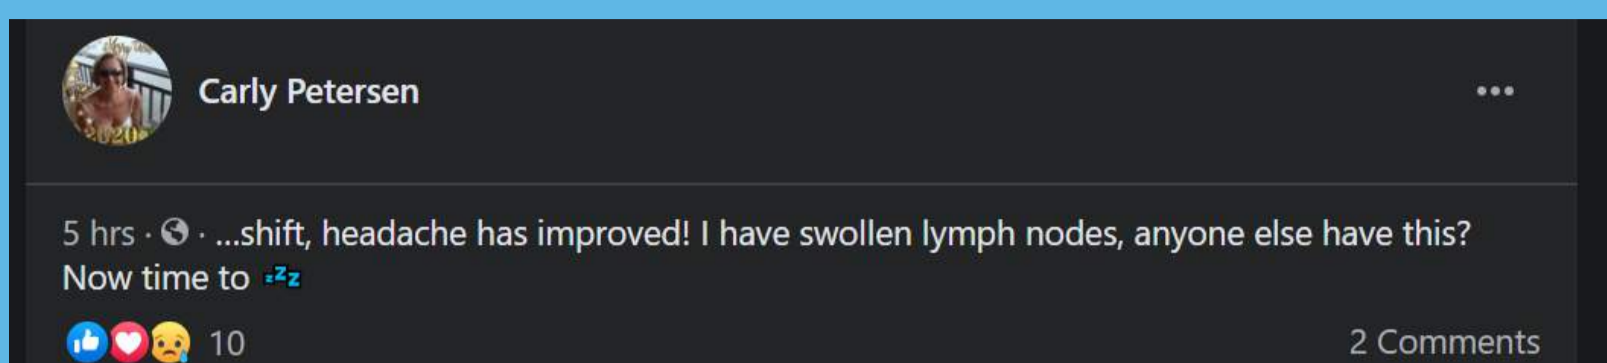 Carly Petersen
5 hrs · · ...shift, headache has improved! I have swollen lymph nodes, anyone else have this?
Now time to 💤
10
2 Comments
2020